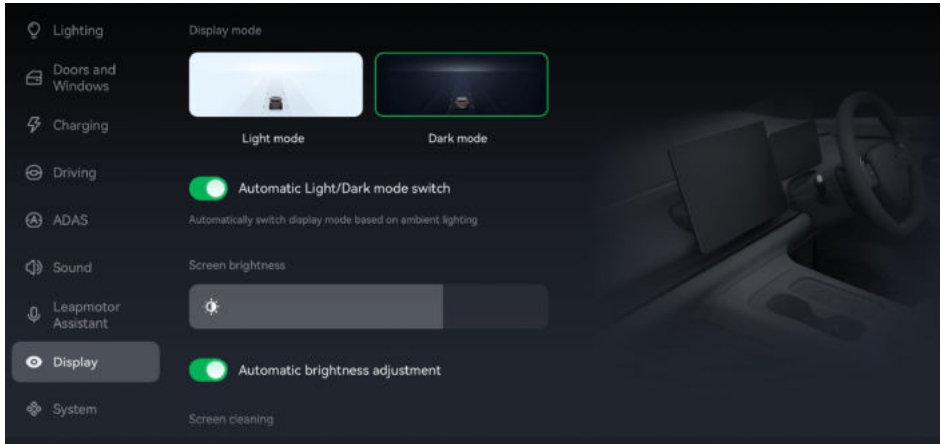 Lighting
Doors and
Windows
Charging
Driving
ADAS
Sound
Leapmotor
Assistant
Display
System
Display mode
Light mode
Dark mode
Automatic Light/Dark mode switch
Automatically switch display mode based on ambient lighting
Screen brightness
Automatic brightness adjustment
Screen cleaning